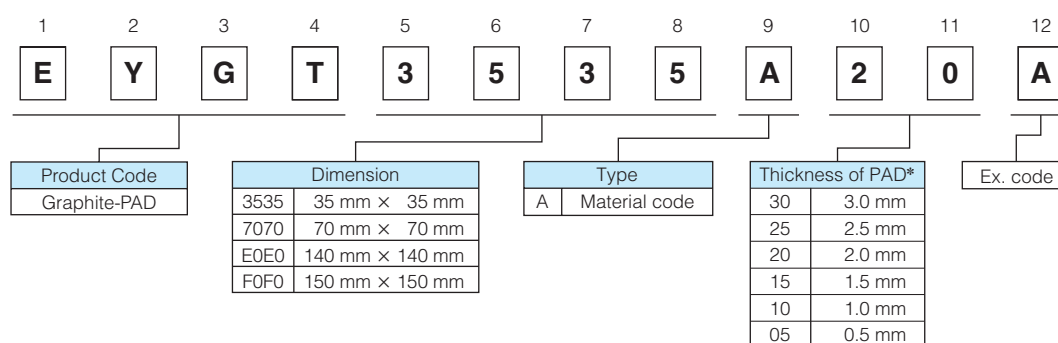 1 2 3 4 5 6 7 8 9 10 11 12
E Y G T 3 5 3 5 A 2 0 A
Product Code
Graphite-PAD
Dimension
3535 35 mm × 35 mm
7070 70 mm × 70 mm
E0E0 140 mm × 140 mm
F0F0 150 mm × 150 mm
Type
A Material code
Thickness of PAD*
30 3.0 mm
25 2.5 mm
20 2.0 mm
15 1.5 mm
10 1.0 mm
05 0.5 mm
Ex. code